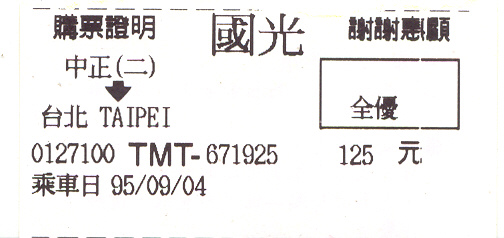 購票證明 國光 謝謝惠顧
中正(二)
台北 TAIPEI 全優
0127100 TMT-671925 125 元
乘車日 95/09/04